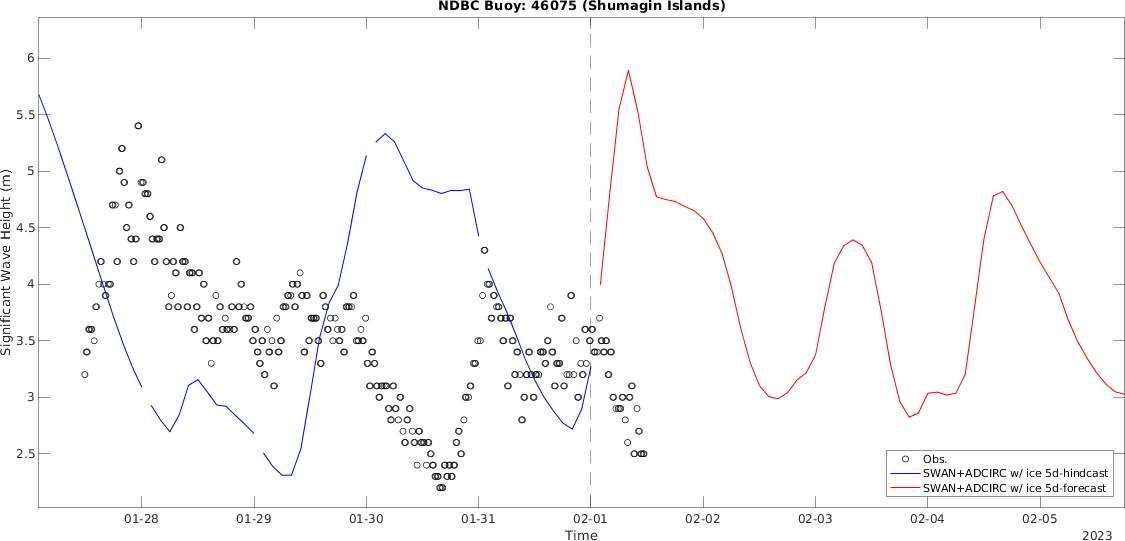 NDBC Buoy: 46075 (Shumagin Islands)
6
5.5
5
4.5
4
3.5
3
2.5
Significant Wave Height (m)
Obs.
SWAN+ADCIRC w/ ice 5d-hindcast
SWAN+ADCIRC w/ ice 5d-forecast
01-28 01-29 01-30 01-31 02-01 02-02 02-03 02-04 02-05
Time
2023